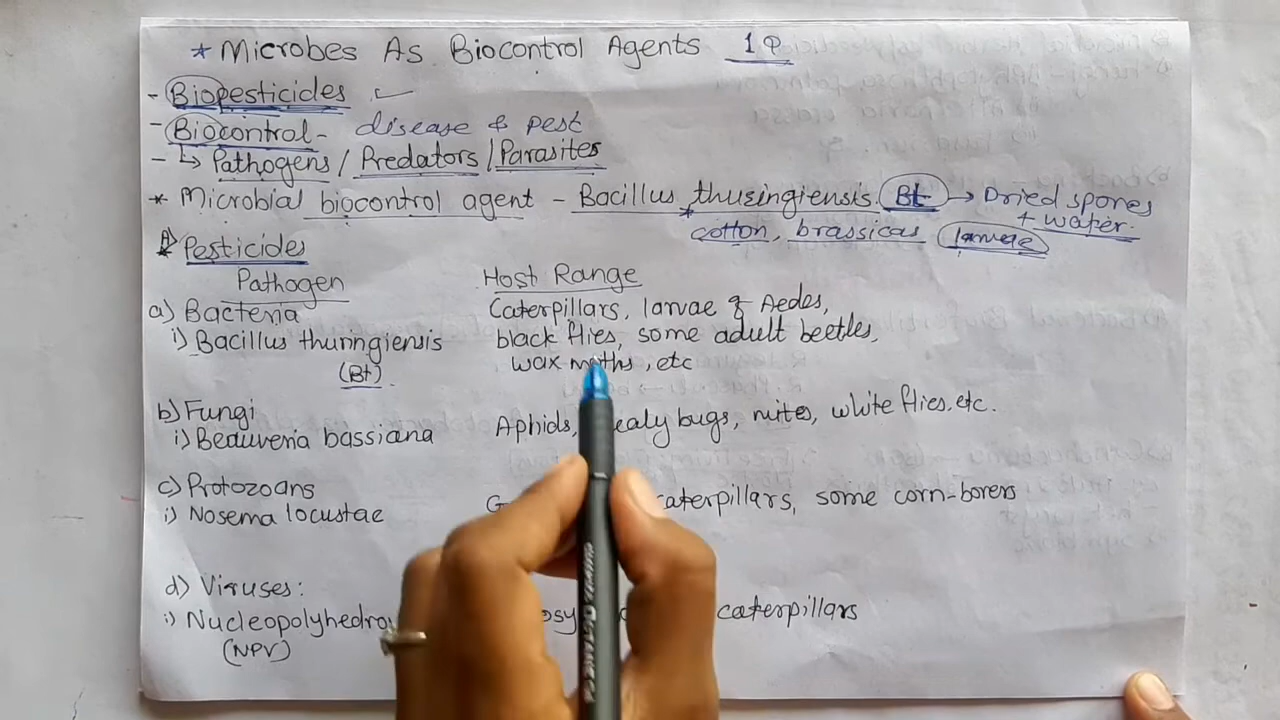 * Microbes As Biocontrol Agents 1 Q
- Biopesticides
- Biocontrol - disease & pest
- ↳ Pathogens / Predators / Parasites
* Microbial biocontrol agent - Bacillus thusingiensis Bt → Dried spores + water.
* cotton, brassicas larvae
Pesticides
Pathogen Host Range
a) Bacteria Caterpillars, larvae of Aedes,
i) Bacillus thuringiensis black flies, some adult beetles,
(Bt) wax moths, etc
b) Fungi
i) Beauveria bassiana Aphids, mealy bugs, mites, white flies.etc.
c) Protozoans
i) Nosema locustae caterpillars, some corn-borers
d) Viruses:
i) Nucleopolyhedro caterpillars
(NPV)